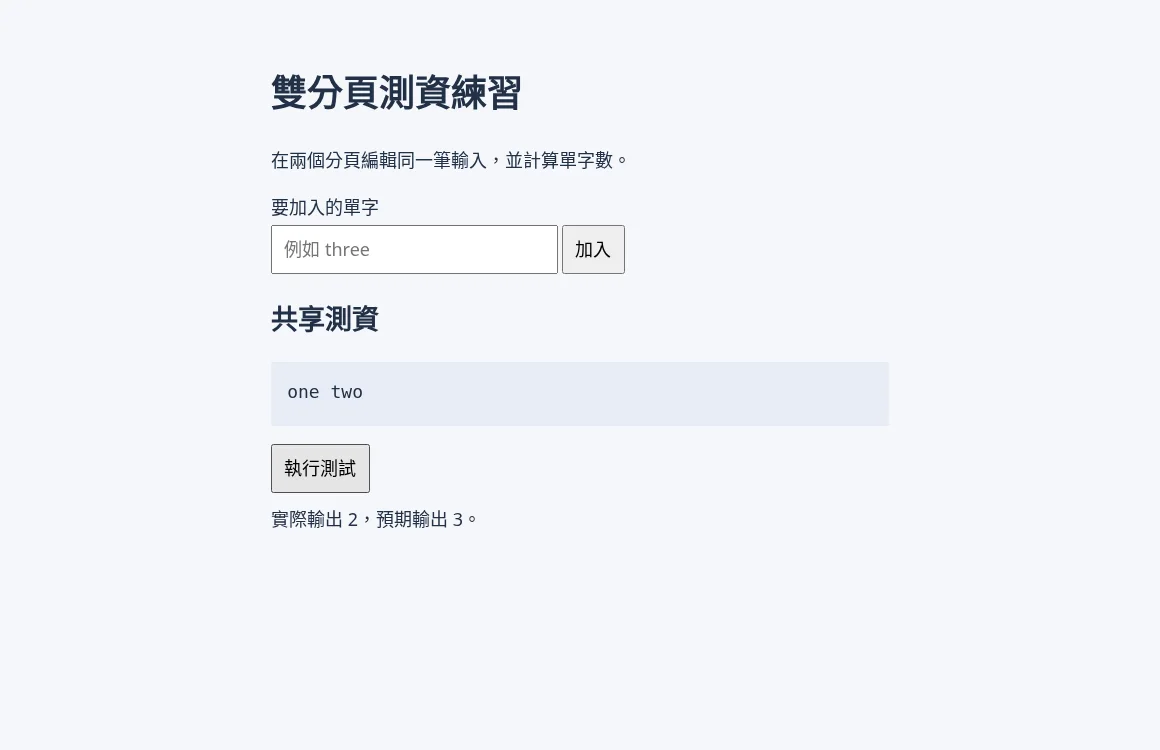 雙分頁測資練習
在兩個分頁編輯同一筆輸入，並計算單字數。
要加入的單字
例如 three
加入
共享測資
one two
執行測試
實際輸出 2，預期輸出 3。